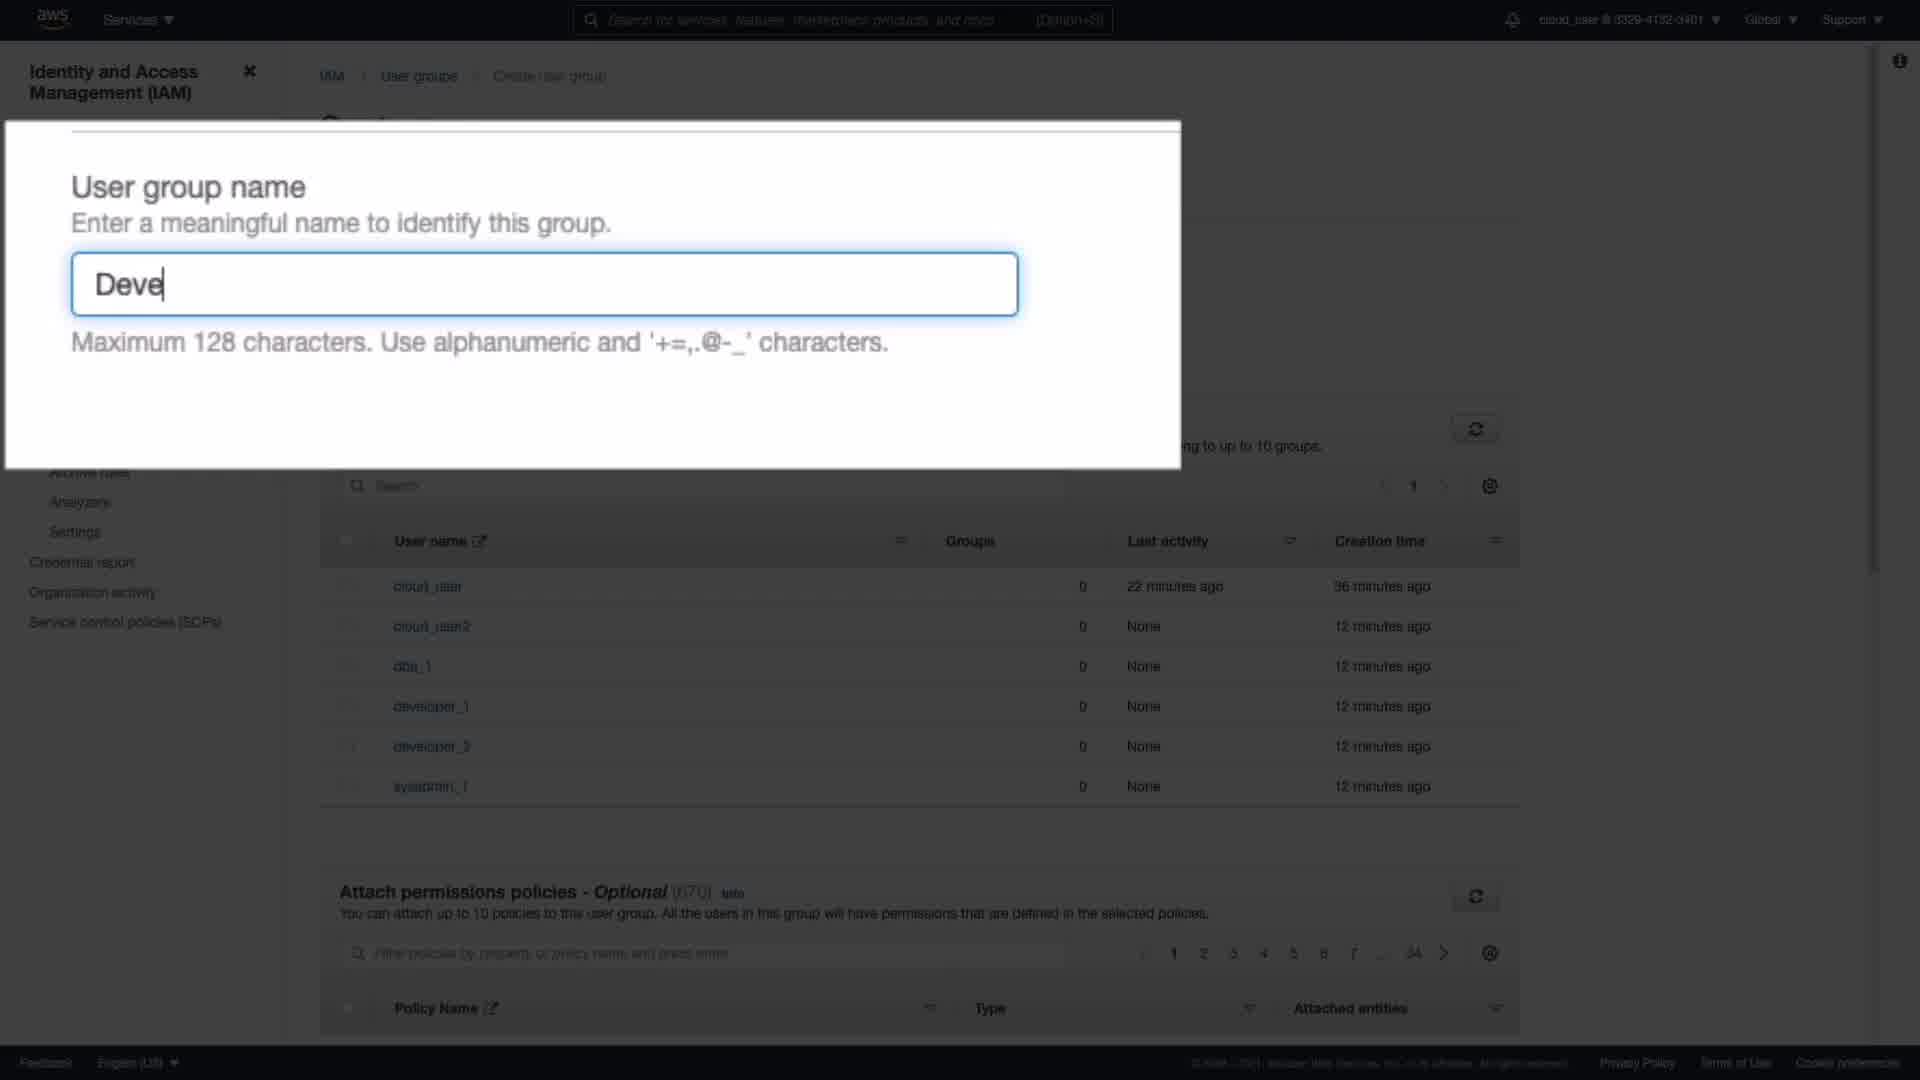 aws
Services ▼
Search for services, features, marketplace products, and docs
[Option+S]
cloud_user @ 3329-4132-3401 ▼
Global ▼
Support ▼
Identity and Access
Management (IAM)
IAM
User groups
Create user group
User group name
Enter a meaningful name to identify this group.
Deve
Maximum 128 characters. Use alphanumeric and '+=,.@-_' characters.
ng to up to 10 groups.
Archive rules
Analyzers
Settings
Credential report
Organization activity
Service control policies (SCPs)
Search
1
User name Groups Last activity Creation time
cloud_user 0 22 minutes ago 36 minutes ago
cloud_user2 0 None 12 minutes ago
dba_1 0 None 12 minutes ago
developer_1 0 None 12 minutes ago
developer_2 0 None 12 minutes ago
sysadmin_1 0 None 12 minutes ago
Attach permissions policies - Optional (670) Info
You can attach up to 10 policies to this user group. All the users in this group will have permissions that are defined in the selected policies.
Filter policies by property or policy name and press enter
1 2 3 4 5 6 7 ... 34
Policy Name Type Attached entities
Feedback
English (US) ▼
Privacy Policy
Terms of Use
Cookie preferences